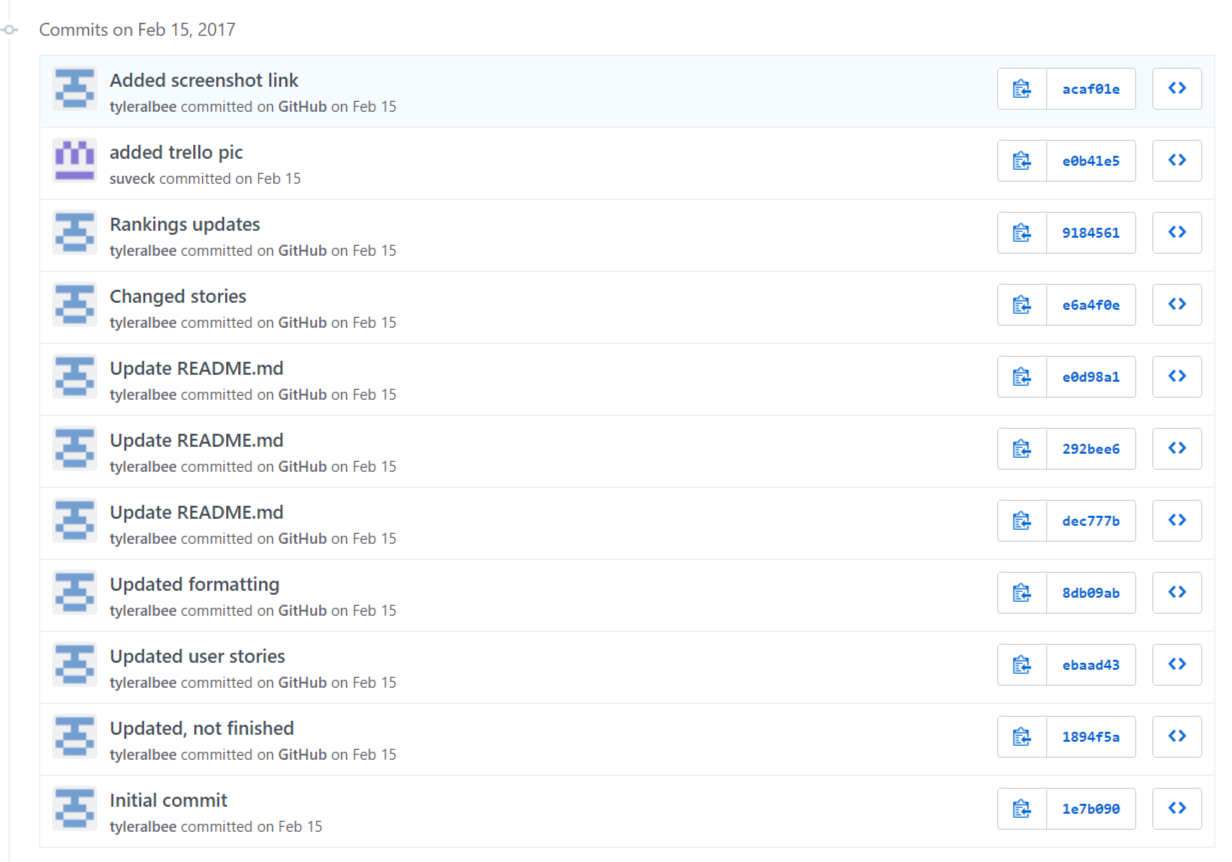 Commits on Feb 15, 2017
Added screenshot link
tyleralbee committed on GitHub on Feb 15
acaf01e
added trello pic
suveck committed on Feb 15
e0b41e5
Rankings updates
tyleralbee committed on GitHub on Feb 15
9184561
Changed stories
tyleralbee committed on GitHub on Feb 15
e6a4f0e
Update README.md
tyleralbee committed on GitHub on Feb 15
e0d98a1
Update README.md
tyleralbee committed on GitHub on Feb 15
292bee6
Update README.md
tyleralbee committed on GitHub on Feb 15
dec777b
Updated formatting
tyleralbee committed on GitHub on Feb 15
8db09ab
Updated user stories
tyleralbee committed on GitHub on Feb 15
ebaad43
Updated, not finished
tyleralbee committed on GitHub on Feb 15
1894f5a
Initial commit
tyleralbee committed on Feb 15
1e7b090